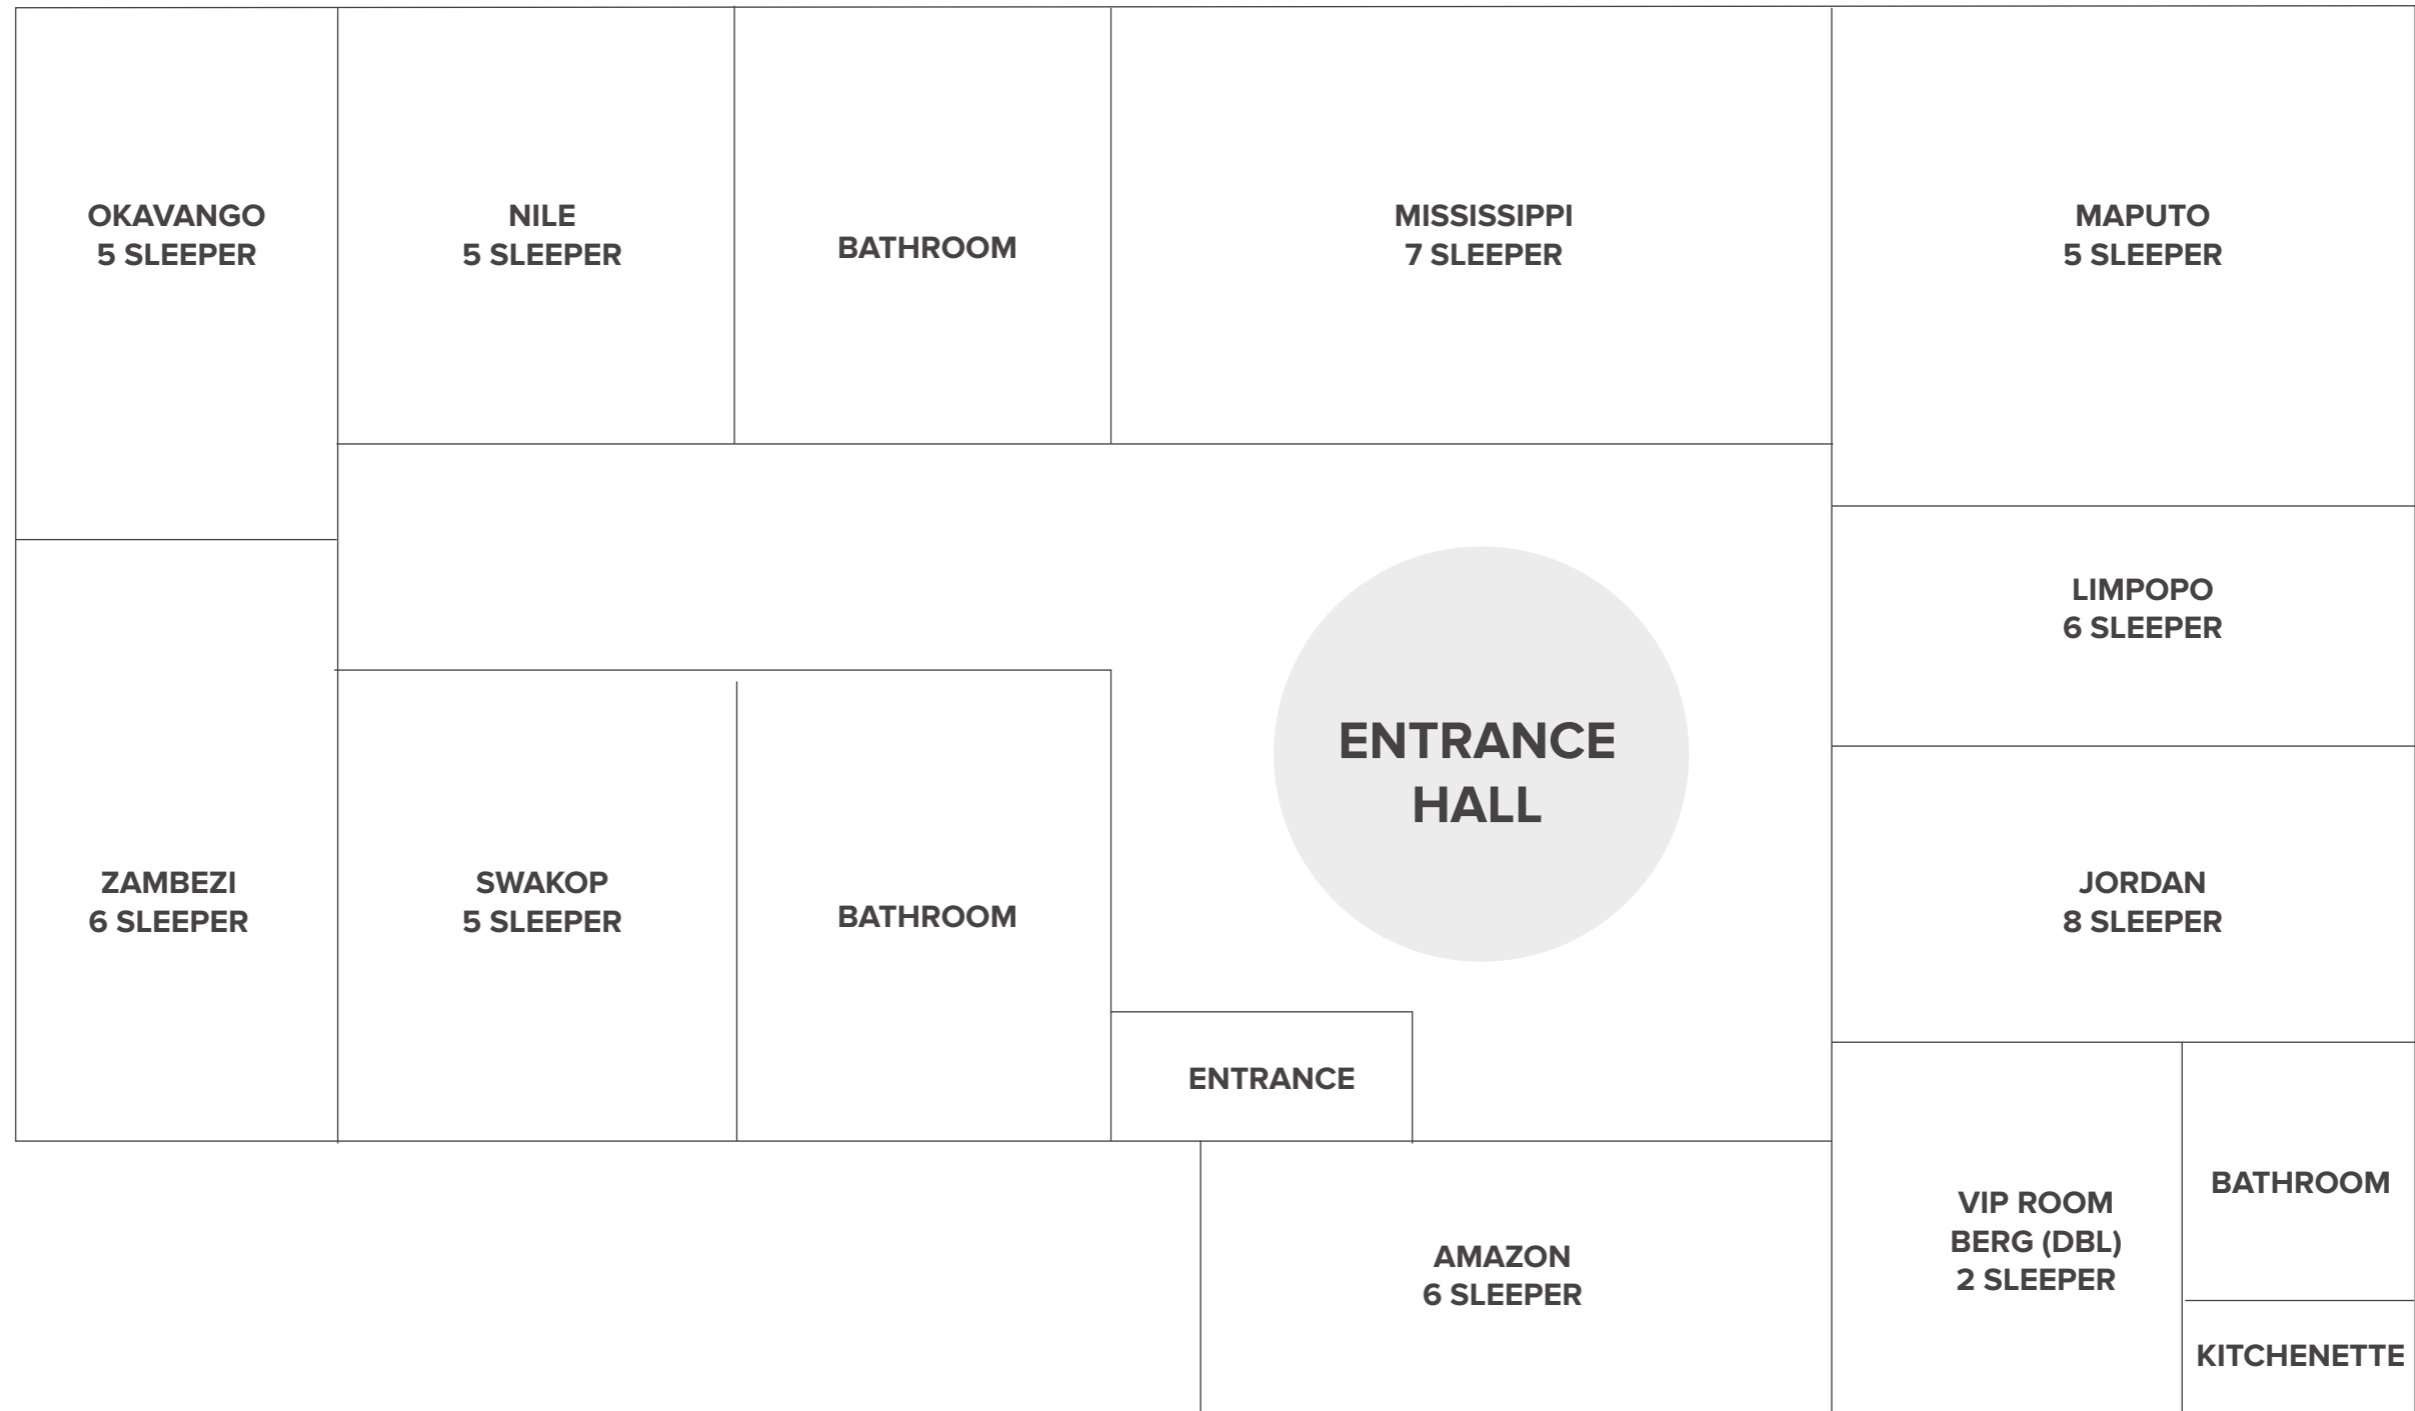 OKAVANGO
5 SLEEPER
NILE
5 SLEEPER
BATHROOM
MISSISSIPPI
7 SLEEPER
MAPUTO
5 SLEEPER
LIMPOPO
6 SLEEPER
ENTRANCE
HALL
ZAMBEZI
6 SLEEPER
SWAKOP
5 SLEEPER
BATHROOM
JORDAN
8 SLEEPER
ENTRANCE
AMAZON
6 SLEEPER
VIP ROOM
BERG (DBL)
2 SLEEPER
BATHROOM
KITCHENETTE